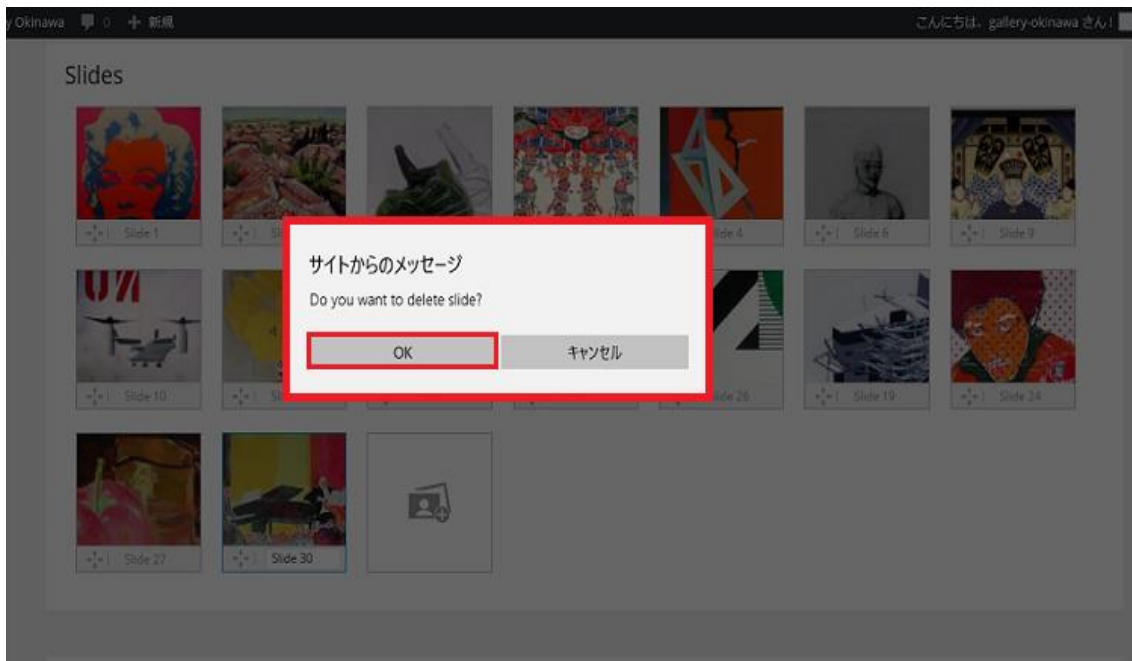 y Okinawa 0 + 新規
こんにちは、gallery-okinawa さん!
Slides
Slide 1
Slide 4
Slide 6
Slide 9
サイトからのメッセージ
Do you want to delete slide?
OK
キャンセル
Slide 10
Slide 26
Slide 19
Slide 24
Slide 27
Slide 30